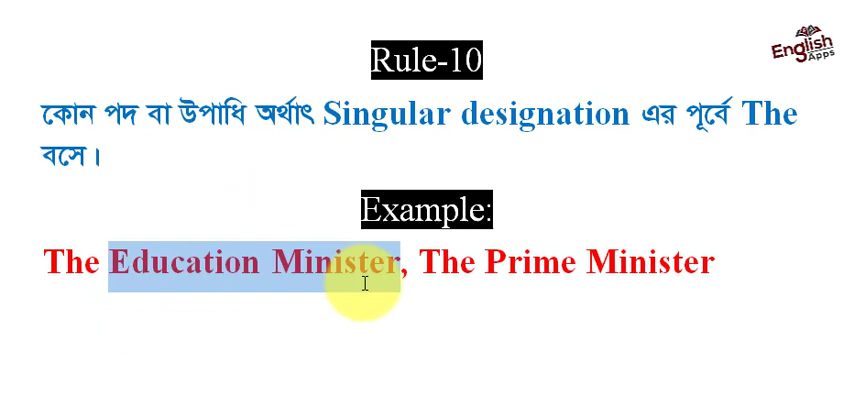 English
Apps
Rule-10
কোন পদ বা উপাধি অর্থাৎ Singular designation এর পূর্বে The
বসে।
Example:
The Education Minister, The Prime Minister